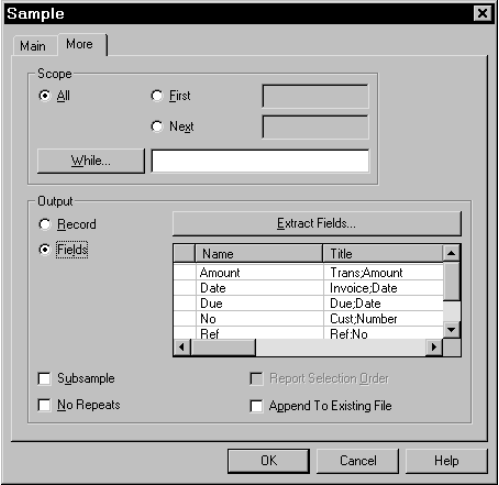 Sample
Main More
Scope
All First
Next
While...
Output
Record Extract Fields...
Fields
Name Title
Amount Trans;Amount
Date Invoice;Date
Due Due;Date
No Cust;Number
Ref Ref;No
Subsample Report Selection Order
No Repeats Append To Existing File
OK Cancel Help